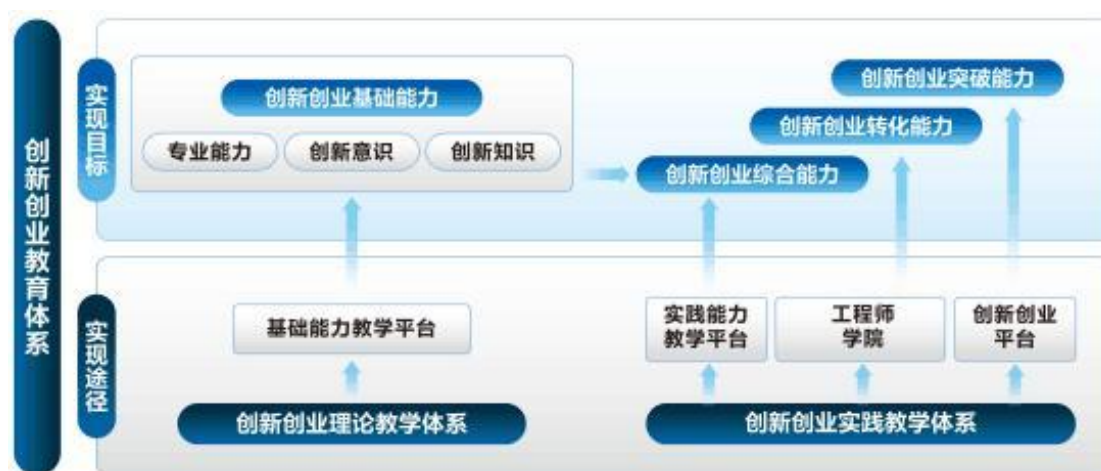 创新创业教育体系
实现目标
创新创业基础能力
专业能力
创新意识
创新知识
创新创业突破能力
创新创业转化能力
创新创业综合能力
实现途径
基础能力教学平台
实践能力
教学平台
工程师
学院
创新创业
平台
创新创业理论教学体系
创新创业实践教学体系